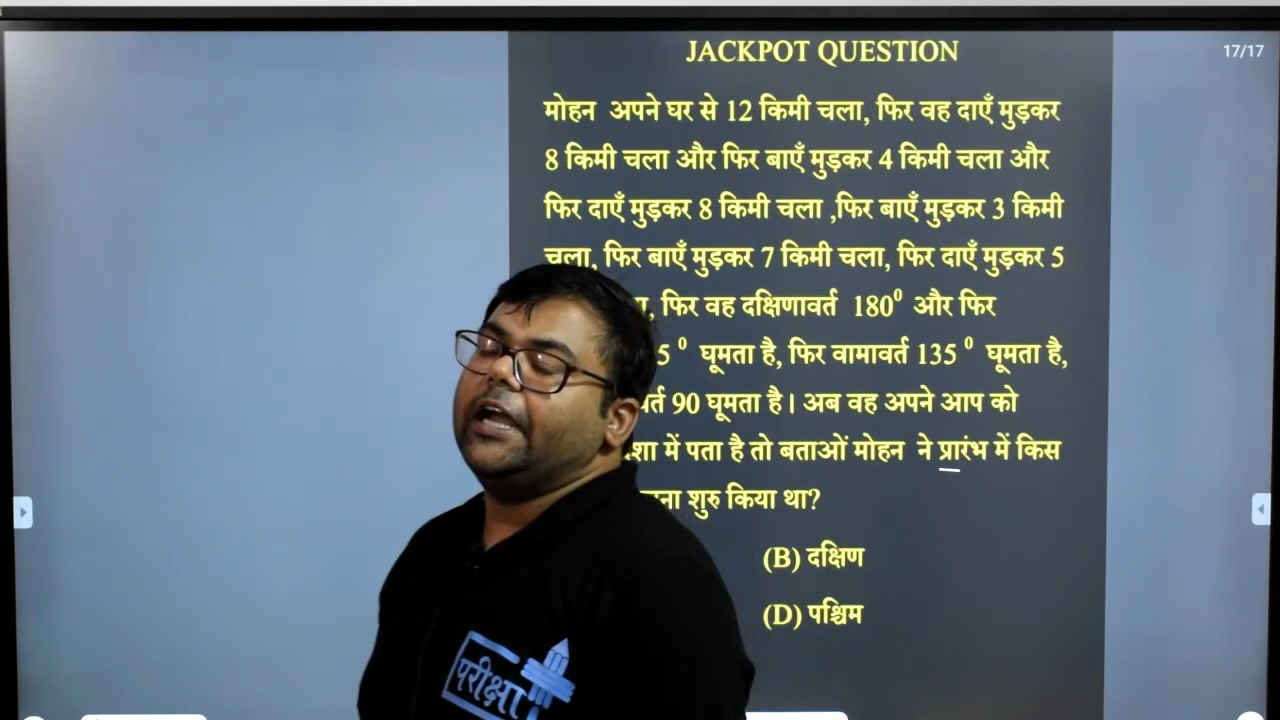 JACKPOT QUESTION
17/17
मोहन अपने घर से 12 किमी चला, फिर वह दाएँ मुड़कर
8 किमी चला और फिर बाएँ मुड़कर 4 किमी चला और
फिर दाएँ मुड़कर 8 किमी चला ,फिर बाएँ मुड़कर 3 किमी
चला, फिर बाएँ मुड़कर 7 किमी चला, फिर दाएँ मुड़कर 5
फिर वह दक्षिणावर्त 180⁰ और फिर
5 ⁰ घूमता है, फिर वामावर्त 135 ⁰ घूमता है,
90 घूमता है। अब वह अपने आप को
में पता है तो बताओं मोहन ने प्रारंभ में किस
शुरु किया था?
(B) दक्षिण
(D) पश्चिम
परीक्षा